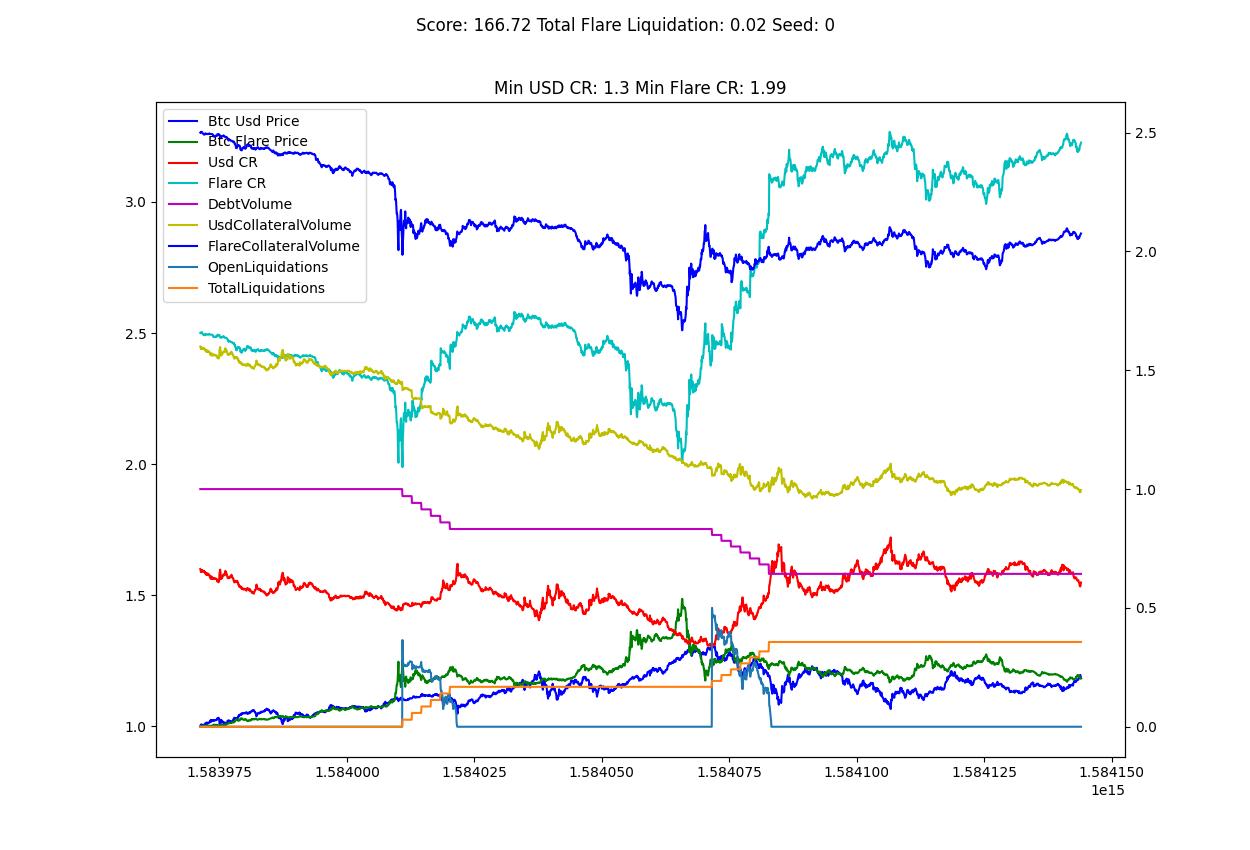 Score: 166.72 Total Flare Liquidation: 0.02 Seed: 0
Min USD CR: 1.3 Min Flare CR: 1.99
Btc Usd Price
Btc Flare Price
Usd CR
Flare CR
DebtVolume
UsdCollateralVolume
FlareCollateralVolume
OpenLiquidations
TotalLiquidations
3.0
2.5
2.0
1.5
1.0
2.5
2.0
1.5
1.0
0.5
0.0
1.583975 1.584000 1.584025 1.584050 1.584075 1.584100 1.584125 1.584150
1e15